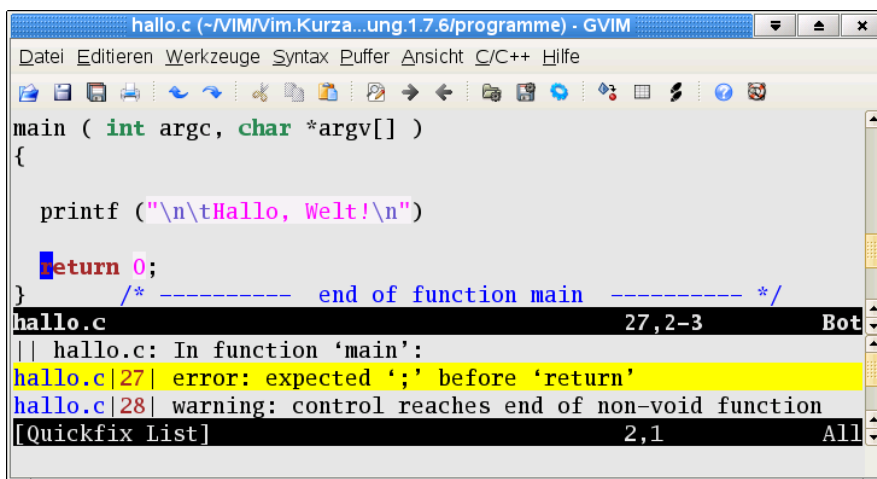 hallo.c (~/VIM/Vim.Kurza...ung.1.7.6/programme) - GVIM
Datei Editieren Werkzeuge Syntax Puffer Ansicht C/C++ Hilfe
main ( int argc, char *argv[] )
{
printf ("\n\tHallo, Welt!\n")
return 0;
} /* ---------- end of function main ---------- */
hallo.c 27,2-3 Bot
|| hallo.c: In function ‘main’:
hallo.c|27| error: expected ‘;’ before ‘return’
hallo.c|28| warning: control reaches end of non-void function
[Quickfix List] 2,1 All